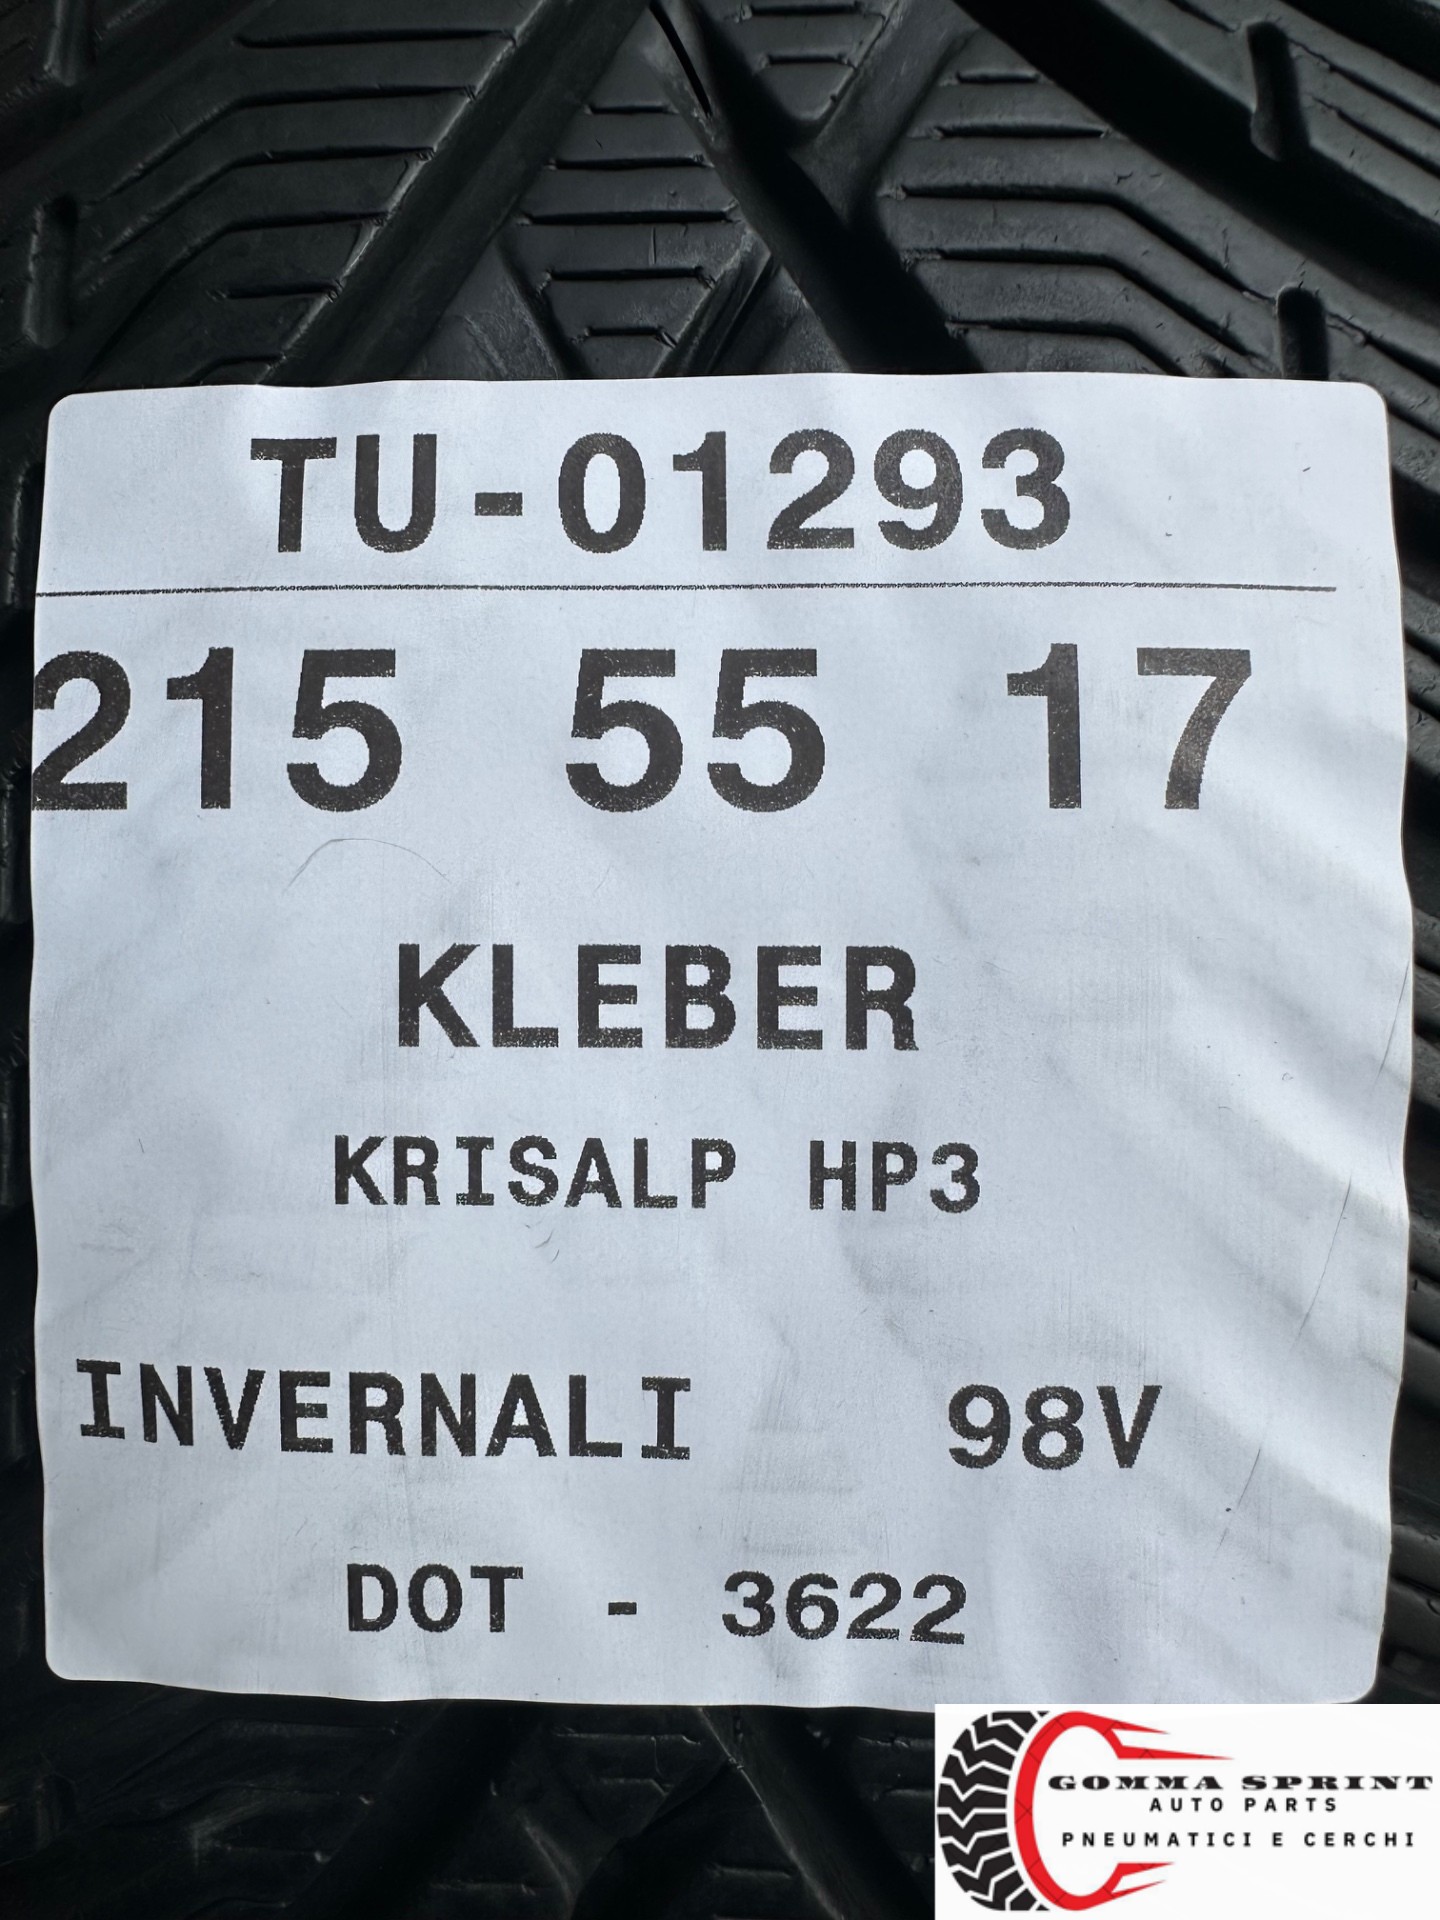 TU-01293
215 55 17
KLEBER
KRISALP HP3
INVERNALI 98V
DOT - 3622
GOMMA SPRINT
AUTO PARTS
PNEUMATICI E CERCHI